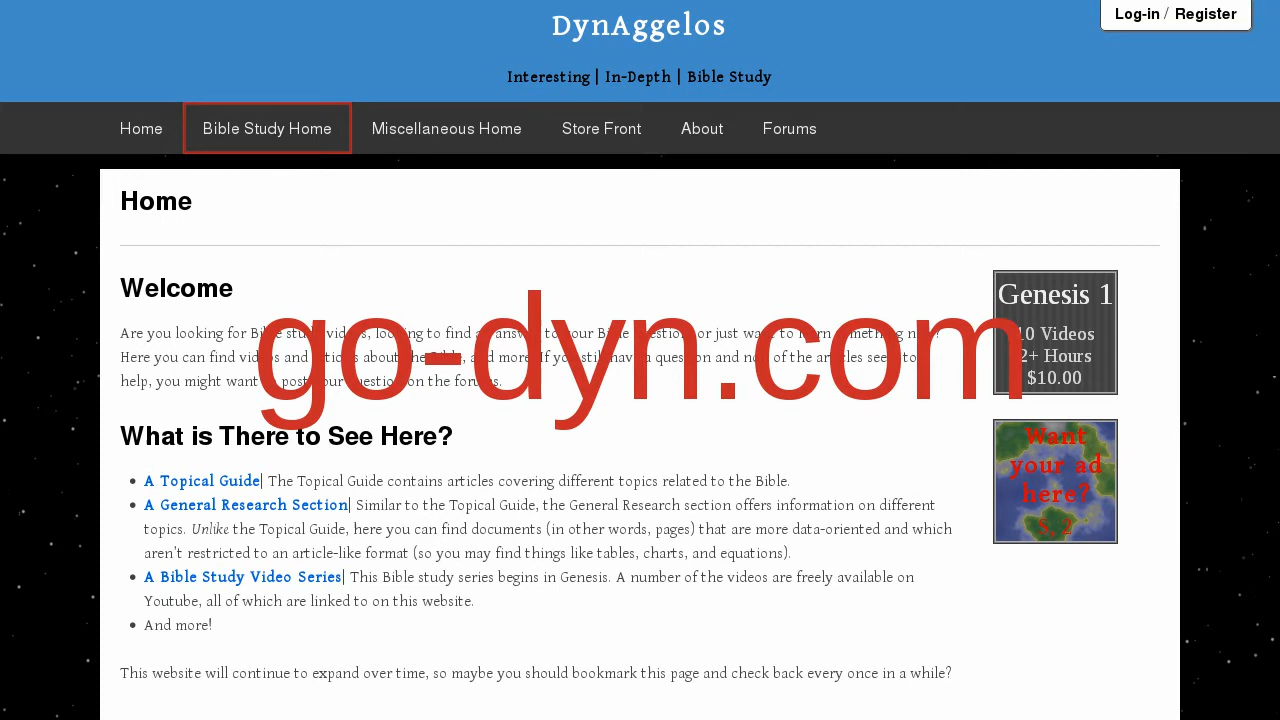 DynAggelos
Log-in / Register
Interesting | In-Depth | Bible Study
Home Bible Study Home Miscellaneous Home Store Front About Forums
Home
Welcome
Are you looking for Bible study videos, looking to find an answer to your Bible question, or just want to learn something new?
Here you can find videos and articles about the Bible, and more. If you still have a question and none of the articles seem to
help, you might want to post your question on the forums.
go-dyn.com
Genesis 1
10 Videos
2+ Hours
$10.00
What is There to See Here?
A Topical Guide| The Topical Guide contains articles covering different topics related to the Bible.
A General Research Section| Similar to the Topical Guide, the General Research section offers information on different
topics. Unlike the Topical Guide, here you can find documents (in other words, pages) that are more data-oriented and which
aren't restricted to an article-like format (so you may find things like tables, charts, and equations).
A Bible Study Video Series| This Bible study series begins in Genesis. A number of the videos are freely available on
Youtube, all of which are linked to on this website.
And more!
Want
your ad
here?
S, 2
This website will continue to expand over time, so maybe you should bookmark this page and check back every once in a while?